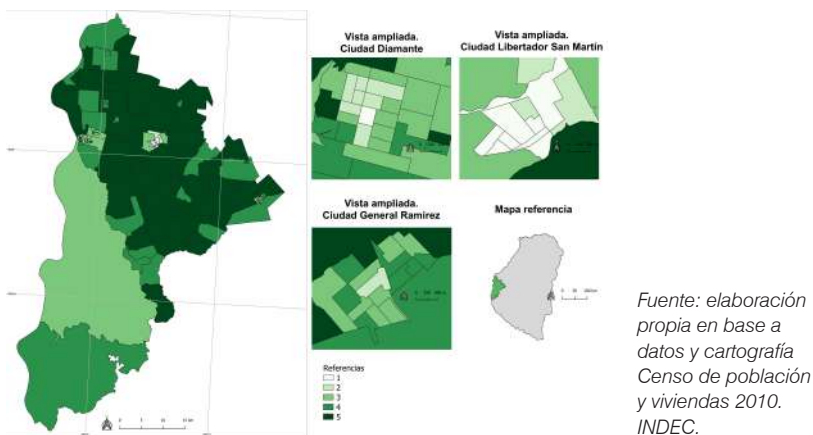 Vista ampliada.
Ciudad Diamante
Vista ampliada.
Ciudad Libertador San Martín
Vista ampliada.
Ciudad General Ramirez
Mapa referencia
Referencias
1
2
3
4
5
Fuente: elaboración
propia en base a
datos y cartografía
Censo de población
y viviendas 2010.
INDEC.